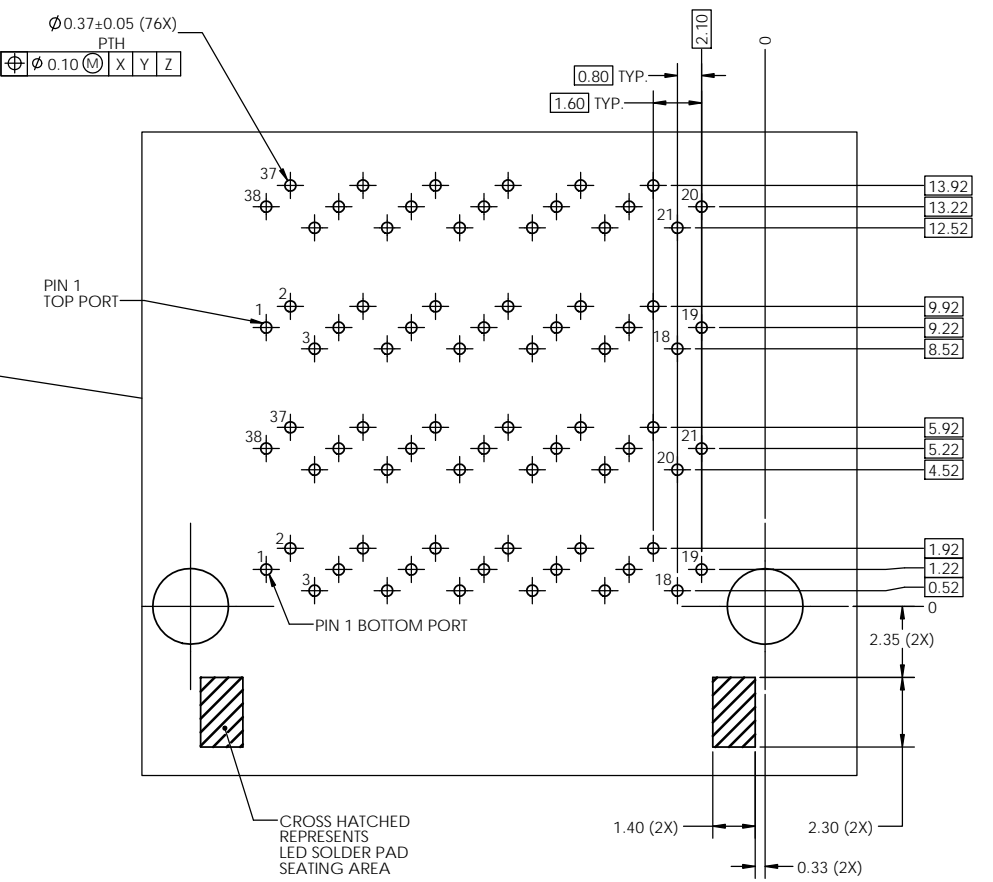 Ø0.37±0.05 (76X)
PTH
⌖ Ø 0.10 Ⓜ X Y Z
2.10
0
0.80 TYP.
1.60 TYP.
37
38
20
21
13.92
13.22
12.52
PIN 1
TOP PORT
1
2
3
19
18
9.92
9.22
8.52
37
38
21
20
5.92
5.22
4.52
2
1
3
19
18
1.92
1.22
0.52
0
PIN 1 BOTTOM PORT
2.35 (2X)
CROSS HATCHED
REPRESENTS
LED SOLDER PAD
SEATING AREA
1.40 (2X)
2.30 (2X)
0.33 (2X)